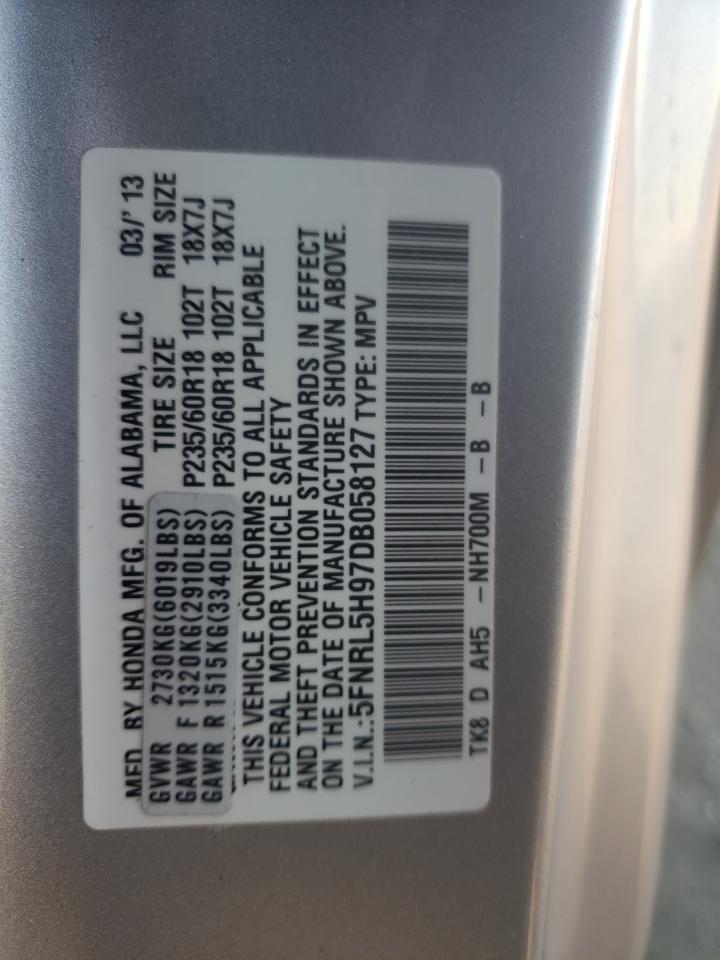 MFD. BY HONDA MFG. OF ALABAMA, LLC 03/'13
GVWR 2730KG(6019LBS) TIRE SIZE RIM SIZE
GAWR F 1320KG(2910LBS) P235/60R18 102T 18X7J
GAWR R 1515KG(3340LBS) P235/60R18 102T 18X7J
THIS VEHICLE CONFORMS TO ALL APPLICABLE
FEDERAL MOTOR VEHICLE SAFETY
AND THEFT PREVENTION STANDARDS IN EFFECT
ON THE DATE OF MANUFACTURE SHOWN ABOVE.
V.I.N.:5FNRL5H97DB058127 TYPE: MPV
TK8 D AH5 -NH700M -B -B